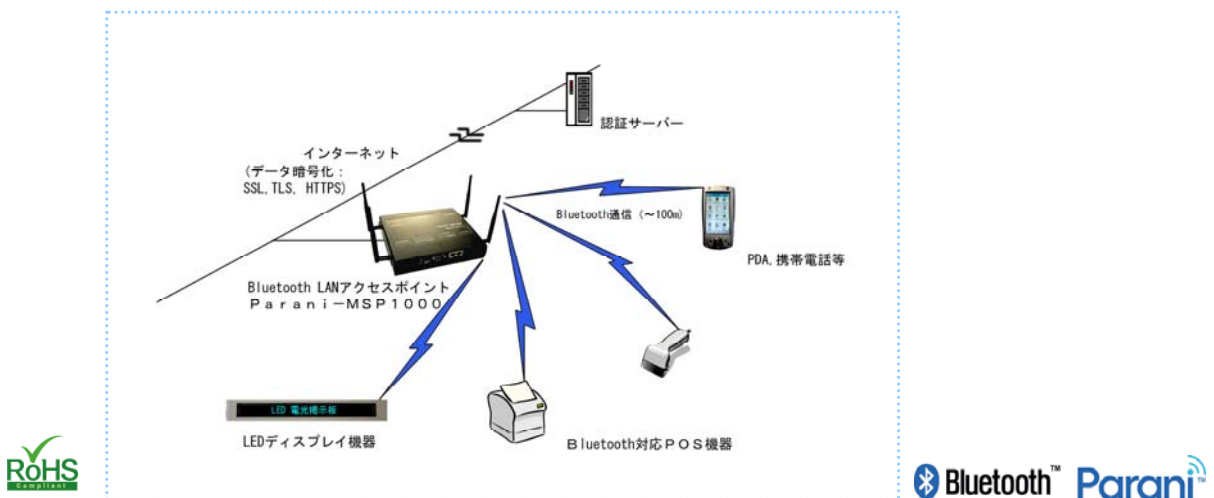 認証サーバー
インターネット
(データ暗号化：
SSL,TLS, HTTPS)
Bluetooth通信 (～100m)
PDA,携帯電話等
Bluetooth LANアクセスポイント
Ｐａｒａｎｉ－ＭＳＰ１０００
LED 電光掲示板
LEDディスプレイ機器
Ｂluetooth対応ＰＯＳ機器
RoHS
Compliant
Bluetooth™
Parani™